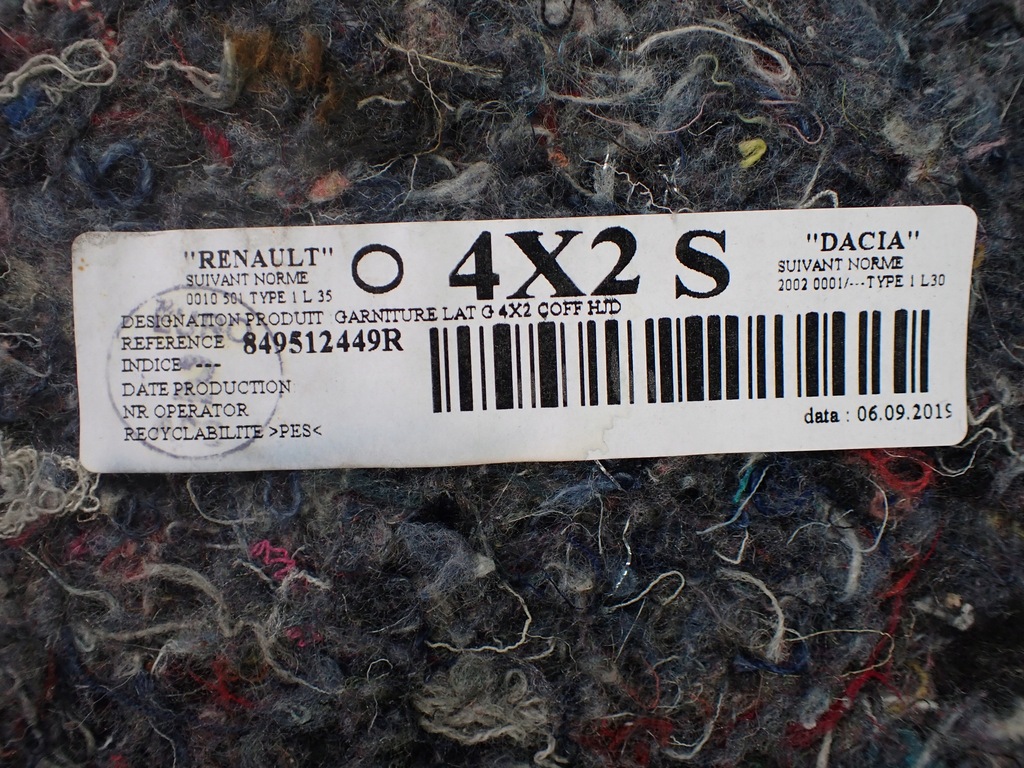 "RENAULT" O 4X2 S "DACIA"
SUIVANT NORME SUIVANT NORME
0010 501 TYPE 1 L 35 2002 0001/---TYPE 1 L30
DESIGNATION PRODUIT GARNITURE LAT G 4X2 COFF HJD
REFERENCE 849512449R
INDICE ---
DATE PRODUCTION
NR OPERATOR
RECYCLABILITE >PES<
data : 06.09.2019